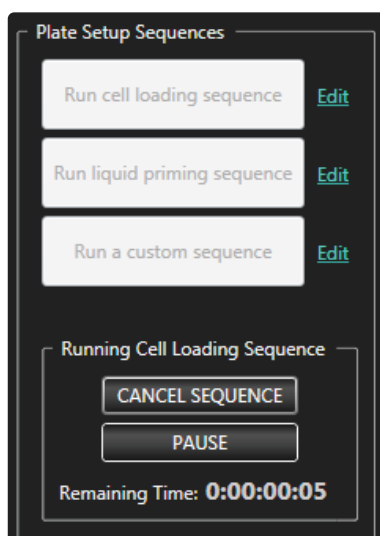 Plate Setup Sequences
Run cell loading sequence Edit
Run liquid priming sequence Edit
Run a custom sequence Edit
Running Cell Loading Sequence
CANCEL SEQUENCE
PAUSE
Remaining Time: 0:00:00:05